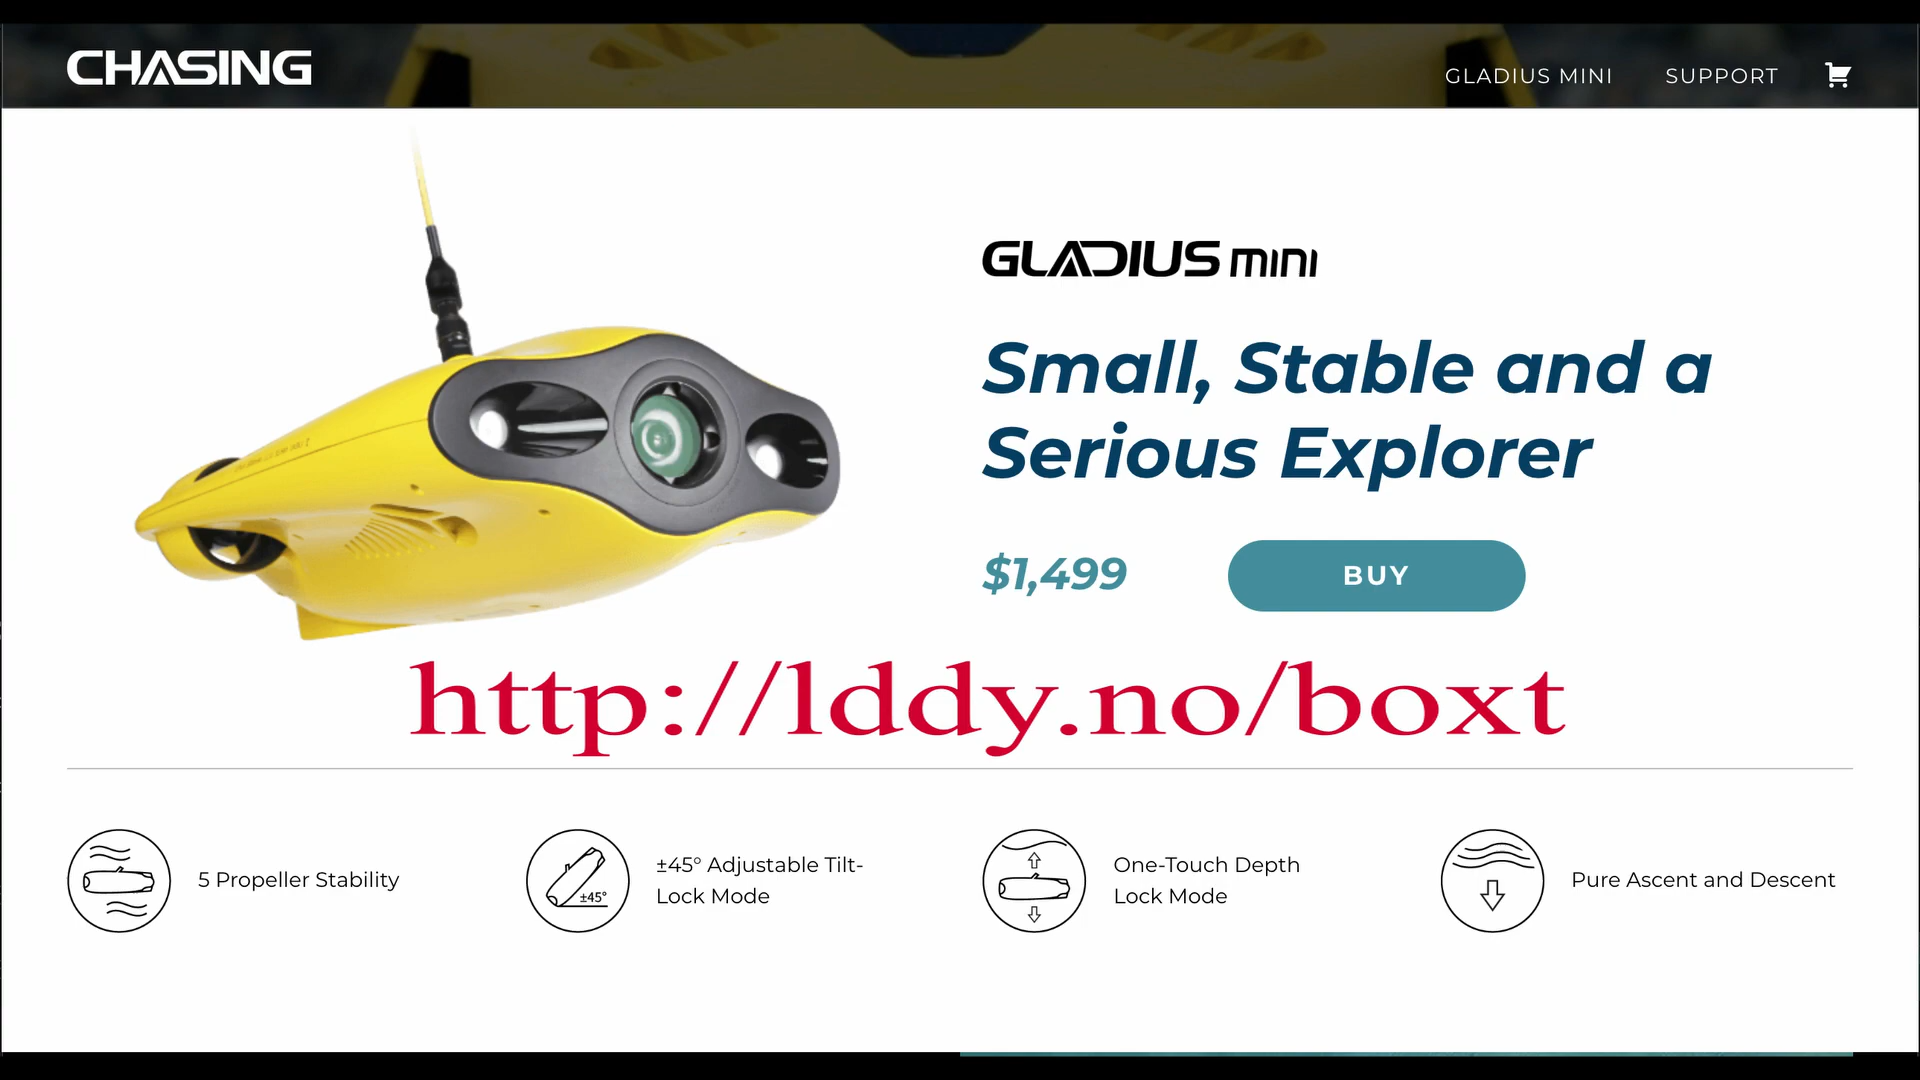 CHASING
GLADIUS MINI
SUPPORT
GLADIUS mini
Small, Stable and a
Serious Explorer
$1,499
BUY
http://lddy.no/boxt
5 Propeller Stability
±45°
±45° Adjustable Tilt-
Lock Mode
One-Touch Depth
Lock Mode
Pure Ascent and Descent